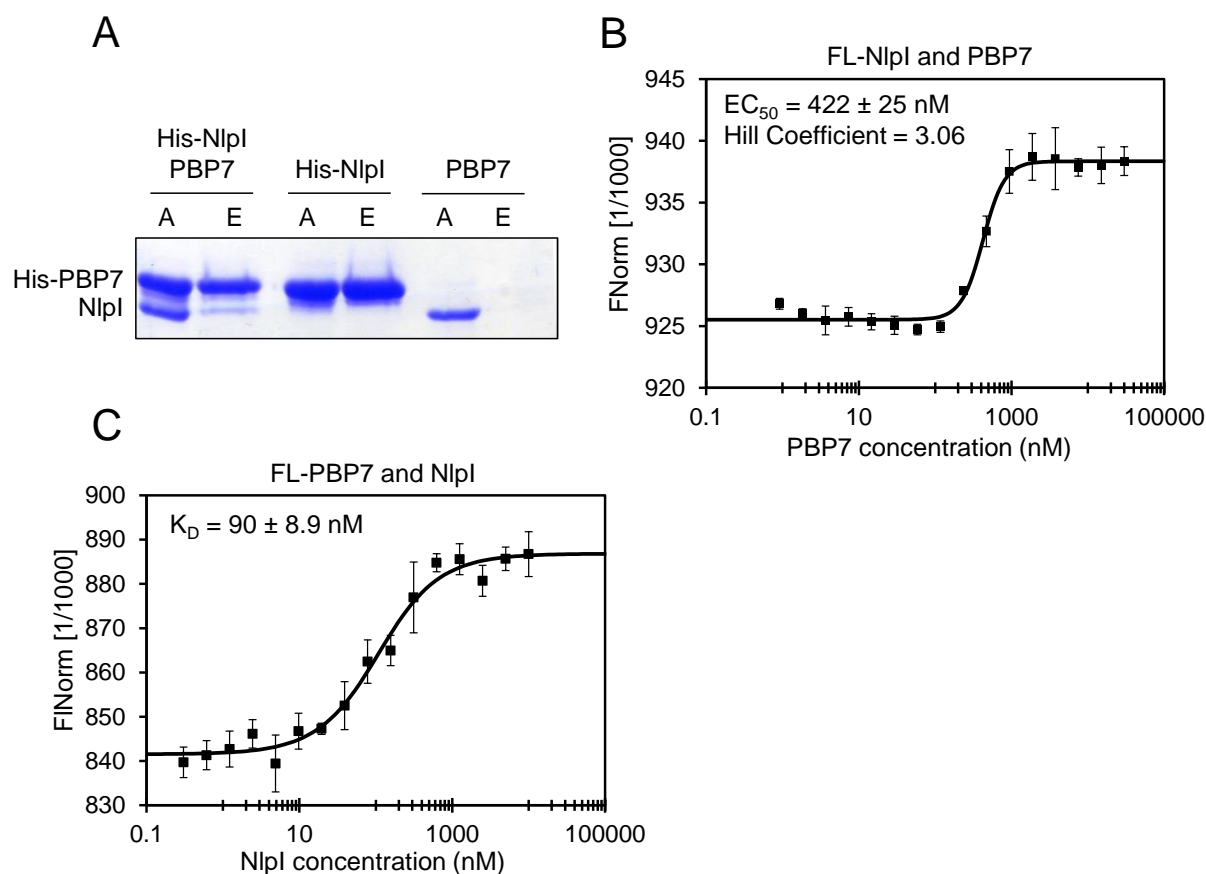 A
His-NlpI
PBP7
His-NlpI
PBP7
A E A E A E
His-PBP7
NlpI
B
FL-NlpI and PBP7
EC50 = 422 ± 25 nM
Hill Coefficient = 3.06
945
940
935
930
925
920
FNorm [1/1000]
0.1 10 1000 100000
PBP7 concentration (nM)
C
FL-PBP7 and NlpI
KD = 90 ± 8.9 nM
900
890
880
870
860
850
840
830
FlNorm [1/1000]
0.1 10 1000 100000
NlpI concentration (nM)